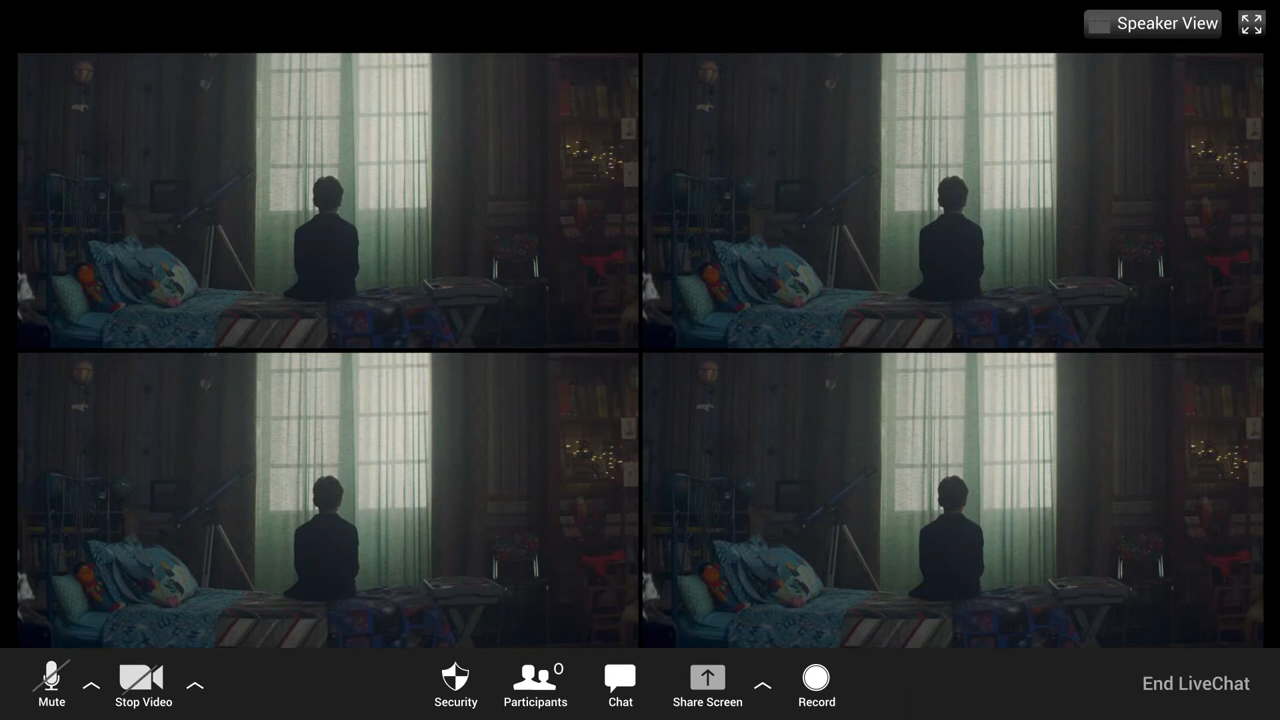 Speaker View
Mute
Stop Video
Security
Participants
0
Chat
Share Screen
Record
End LiveChat